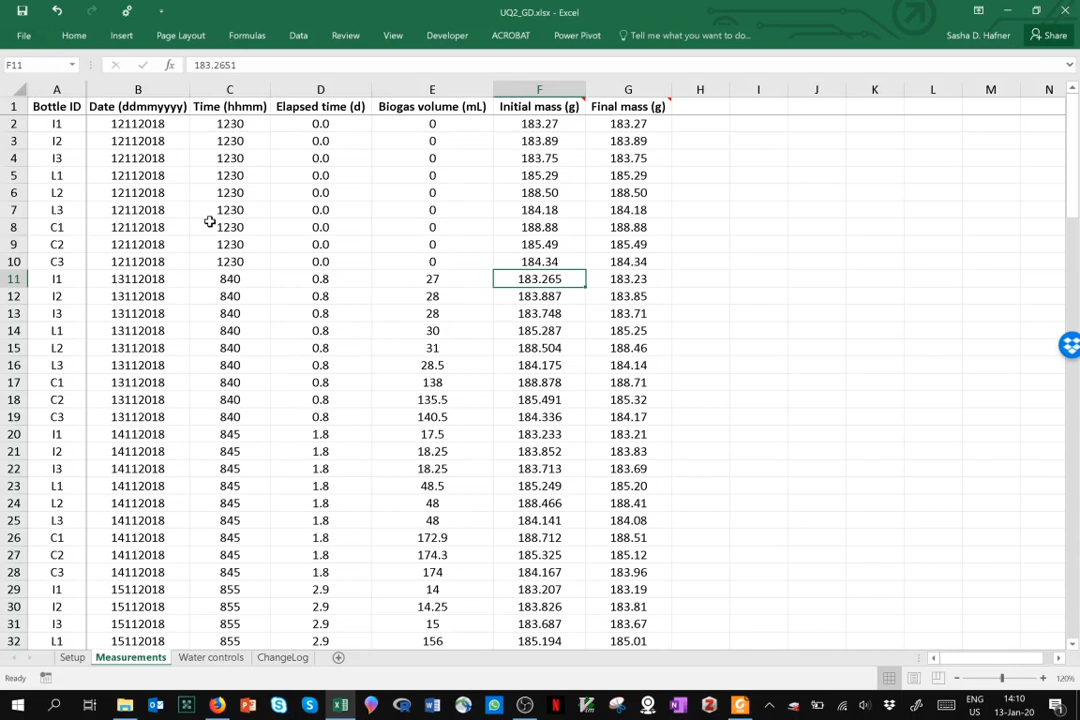 UQ2_GD.xlsx - Excel
File Home Insert Page Layout Formulas Data Review View Developer ACROBAT Power Pivot Tell me what you want to do... Sasha D. Hafner Share
F11 fx 183.2651
A B C D E F G H I J K L M N
1 Bottle ID Date (ddmmyyyy) Time (hhmm) Elapsed time (d) Biogas volume (mL) Initial mass (g) Final mass (g)
2 I1 12112018 1230 0.0 0 183.27 183.27
3 I2 12112018 1230 0.0 0 183.89 183.89
4 I3 12112018 1230 0.0 0 183.75 183.75
5 L1 12112018 1230 0.0 0 185.29 185.29
6 L2 12112018 1230 0.0 0 188.50 188.50
7 L3 12112018 1230 0.0 0 184.18 184.18
8 C1 12112018 1230 0.0 0 188.88 188.88
9 C2 12112018 1230 0.0 0 185.49 185.49
10 C3 12112018 1230 0.0 0 184.34 184.34
11 I1 13112018 840 0.8 27 183.265 183.23
12 I2 13112018 840 0.8 28 183.887 183.85
13 I3 13112018 840 0.8 28 183.748 183.71
14 L1 13112018 840 0.8 30 185.287 185.25
15 L2 13112018 840 0.8 31 188.504 188.46
16 L3 13112018 840 0.8 28.5 184.175 184.14
17 C1 13112018 840 0.8 138 188.878 188.71
18 C2 13112018 840 0.8 135.5 185.491 185.32
19 C3 13112018 840 0.8 140.5 184.336 184.17
20 I1 14112018 845 1.8 17.5 183.233 183.21
21 I2 14112018 845 1.8 18.25 183.852 183.83
22 I3 14112018 845 1.8 18.25 183.713 183.69
23 L1 14112018 845 1.8 48.5 185.249 185.20
24 L2 14112018 845 1.8 48 188.466 188.41
25 L3 14112018 845 1.8 48 184.141 184.08
26 C1 14112018 845 1.8 172.9 188.712 188.51
27 C2 14112018 845 1.8 174.3 185.325 185.12
28 C3 14112018 845 1.8 174 184.167 183.96
29 I1 15112018 855 2.9 14 183.207 183.19
30 I2 15112018 855 2.9 14.25 183.826 183.81
31 I3 15112018 855 2.9 15 183.687 183.67
32 L1 15112018 855 2.9 156 185.194 185.01
Setup Measurements Water controls ChangeLog
Ready 120%
ENG 14:10
US 13-Jan-20